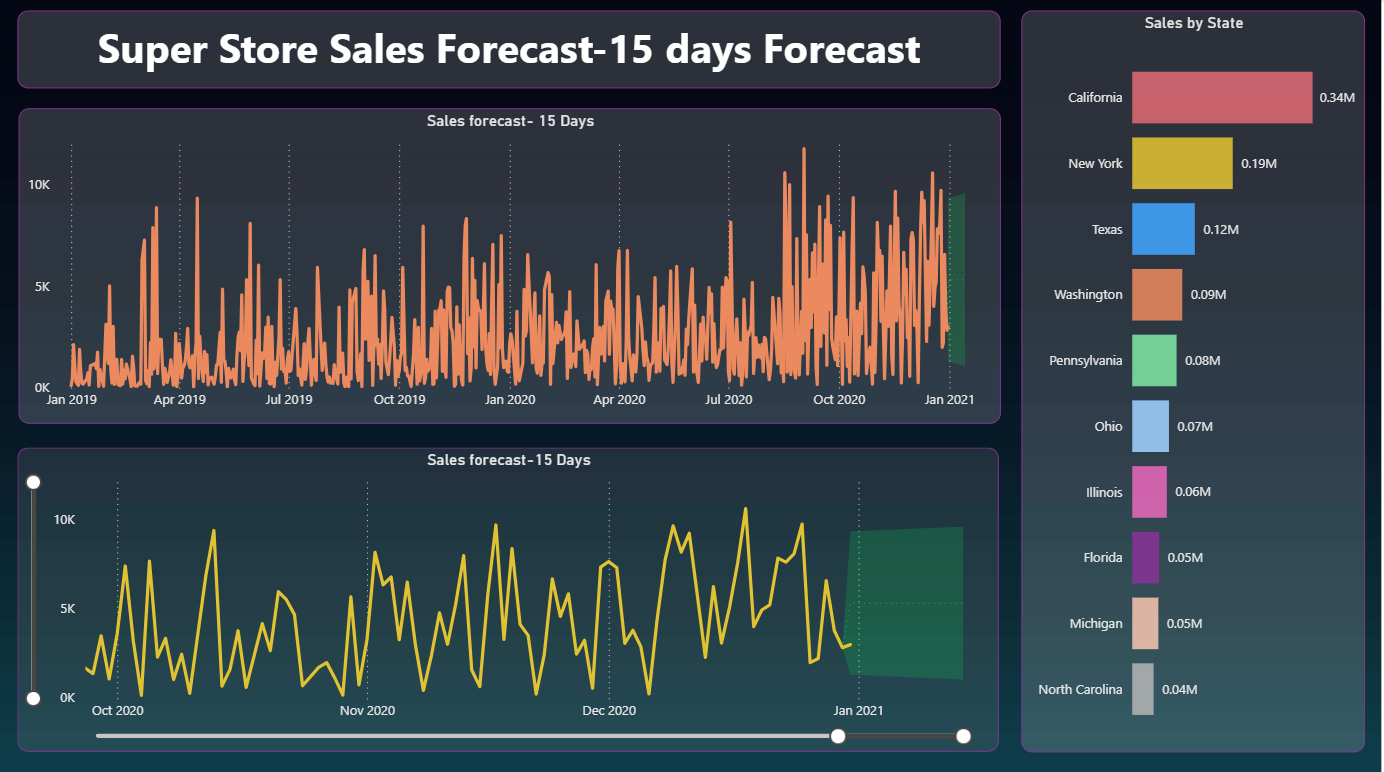 Super Store Sales Forecast-15 days Forecast
Sales forecast- 15 Days
10K
5K
0K
Jan 2019 Apr 2019 Jul 2019 Oct 2019 Jan 2020 Apr 2020 Jul 2020 Oct 2020 Jan 2021
Sales forecast-15 Days
10K
5K
0K
Oct 2020 Nov 2020 Dec 2020 Jan 2021
Sales by State
California 0.34M
New York 0.19M
Texas 0.12M
Washington 0.09M
Pennsylvania 0.08M
Ohio 0.07M
Illinois 0.06M
Florida 0.05M
Michigan 0.05M
North Carolina 0.04M